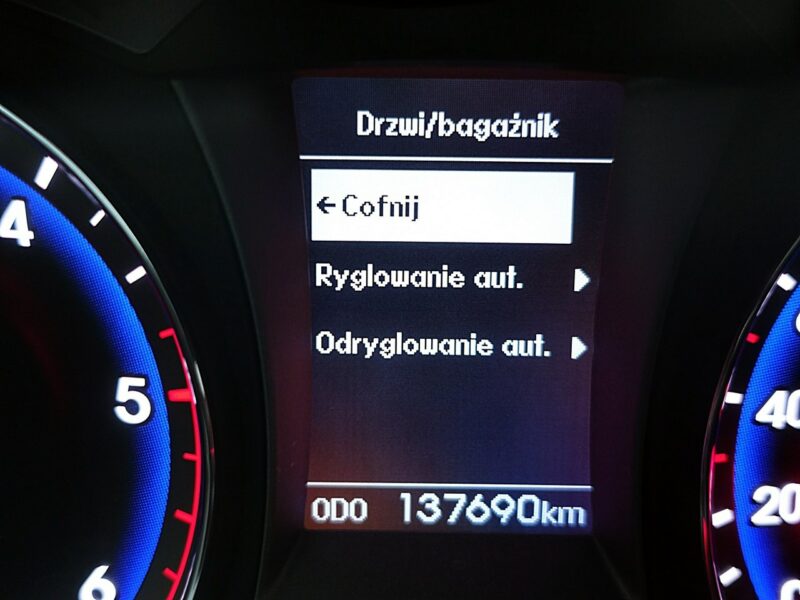 Drzwi/bagażnik
←Cofnij
Ryglowanie aut. ▶
Odryglowanie aut. ▶
ODO 137690km
4
5
6
40
20